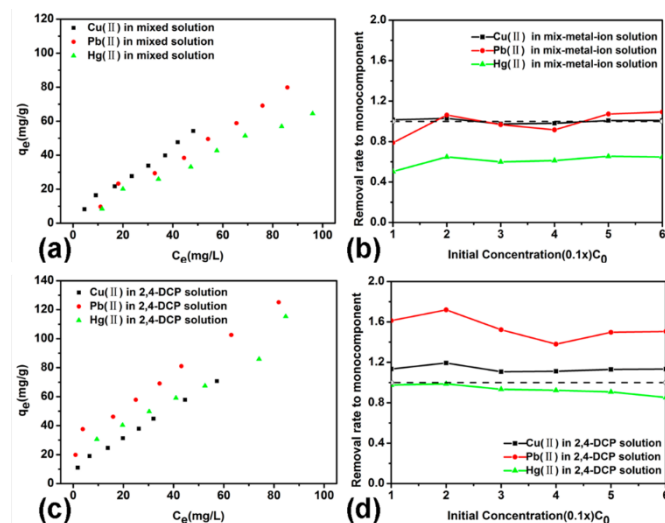 120
100
80
60
40
20
0
qe(mg/g)
Cu(Ⅱ) in mixed solution
Pb(Ⅱ) in mixed solution
Hg(Ⅱ) in mixed solution
(a)
0 20 40 60 80 100
Ce(mg/L)
2.0
1.6
1.2
0.8
0.4
0.0
Removal rate to monocomponent
Cu(Ⅱ) in mix-metal-ion solution
Pb(Ⅱ) in mix-metal-ion solution
Hg(Ⅱ) in mix-metal-ion solution
(b)
1 2 3 4 5 6
Initial Concentration(0.1x)C0
140
120
100
80
60
40
20
0
qe(mg/g)
Cu(Ⅱ) in 2,4-DCP solution
Pb(Ⅱ) in 2,4-DCP solution
Hg(Ⅱ) in 2,4-DCP solution
(c)
0 20 40 60 80 100
Ce(mg/L)
2.0
1.6
1.2
0.8
0.4
0.0
Removal rate to monocomponent
Cu(Ⅱ) in 2,4-DCP solution
Pb(Ⅱ) in 2,4-DCP solution
Hg(Ⅱ) in 2,4-DCP solution
(d)
1 2 3 4 5 6
Initial Concentration(0.1x)C0